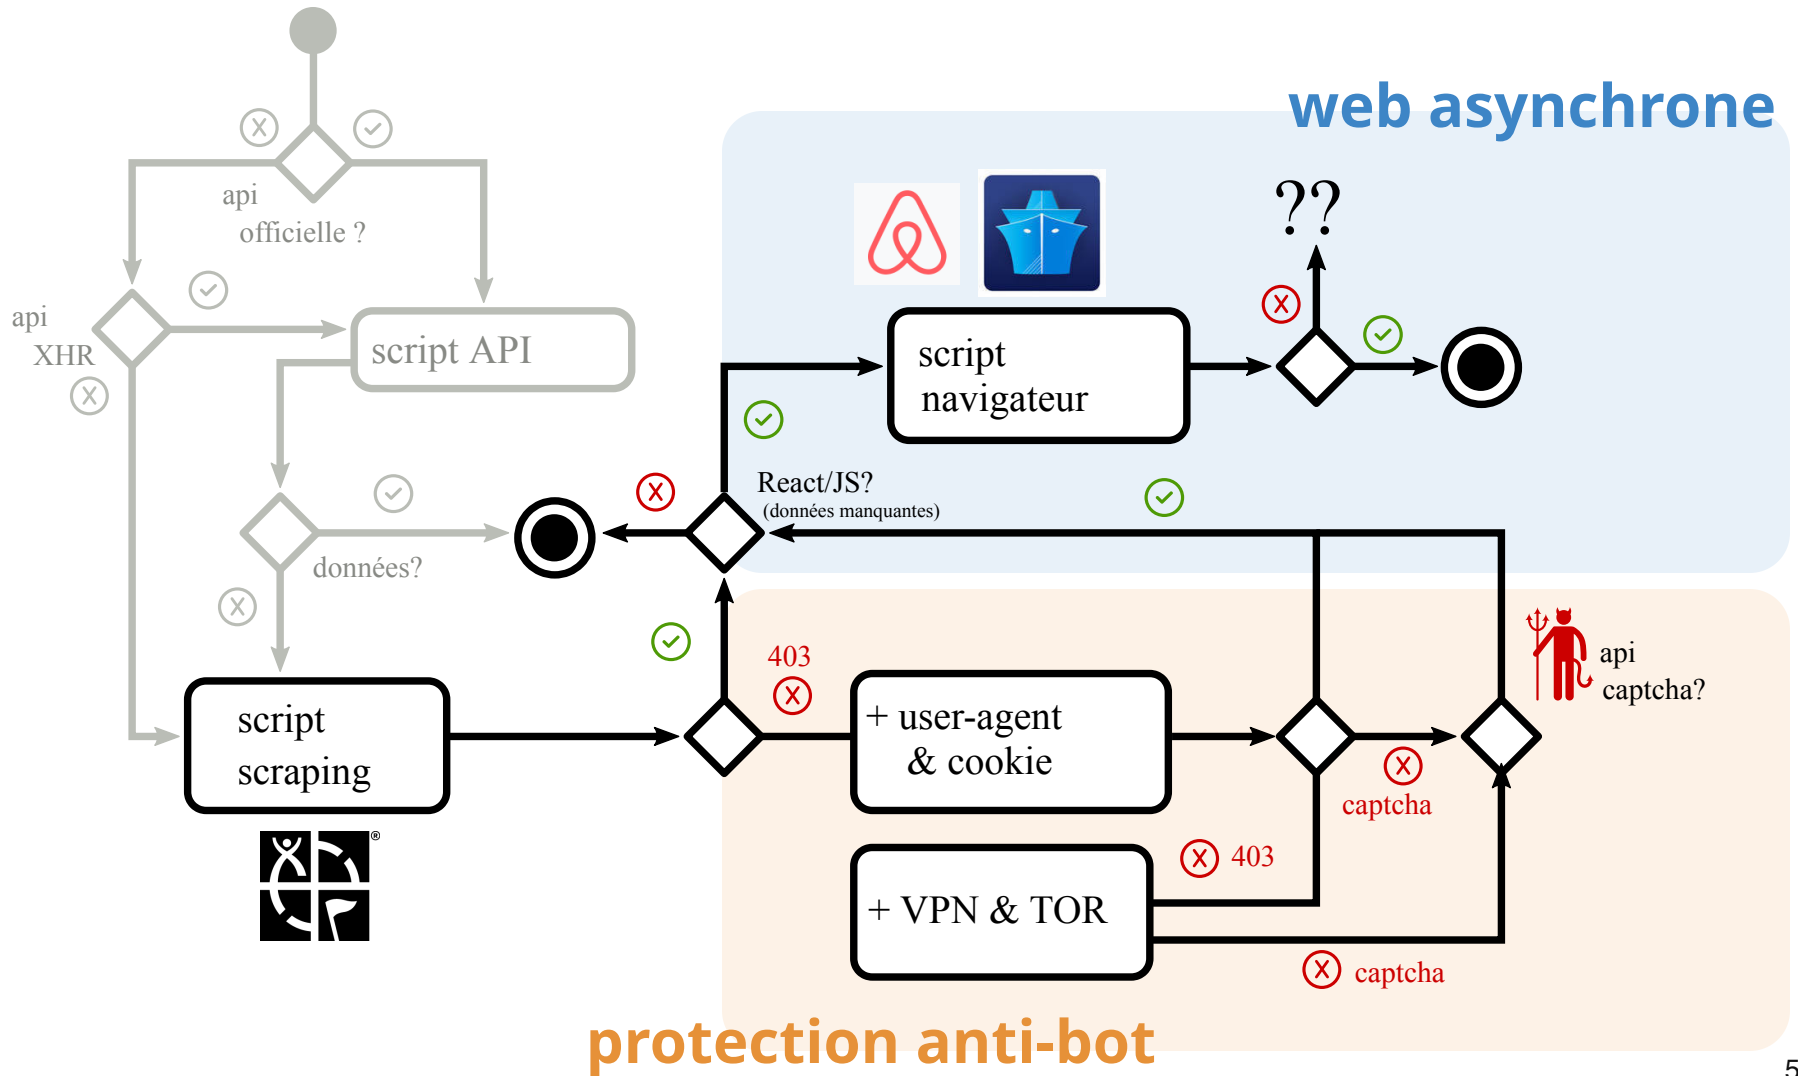 web asynchrone
api
officielle ?
??
api
XHR
script API
script
navigateur
React/JS?
(données manquantes)
données?
403
api
captcha?
script
scraping
+ user-agent
& cookie
captcha
403
+ VPN & TOR
captcha
®
protection anti-bot
5